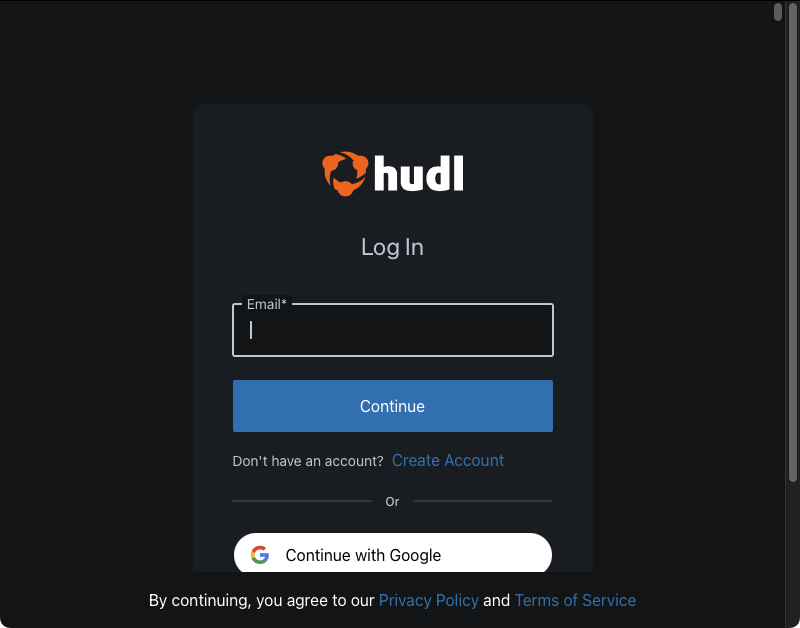 hudl
Log In
Email*
Continue
Don't have an account? Create Account
Or
Continue with Google
By continuing, you agree to our Privacy Policy and Terms of Service